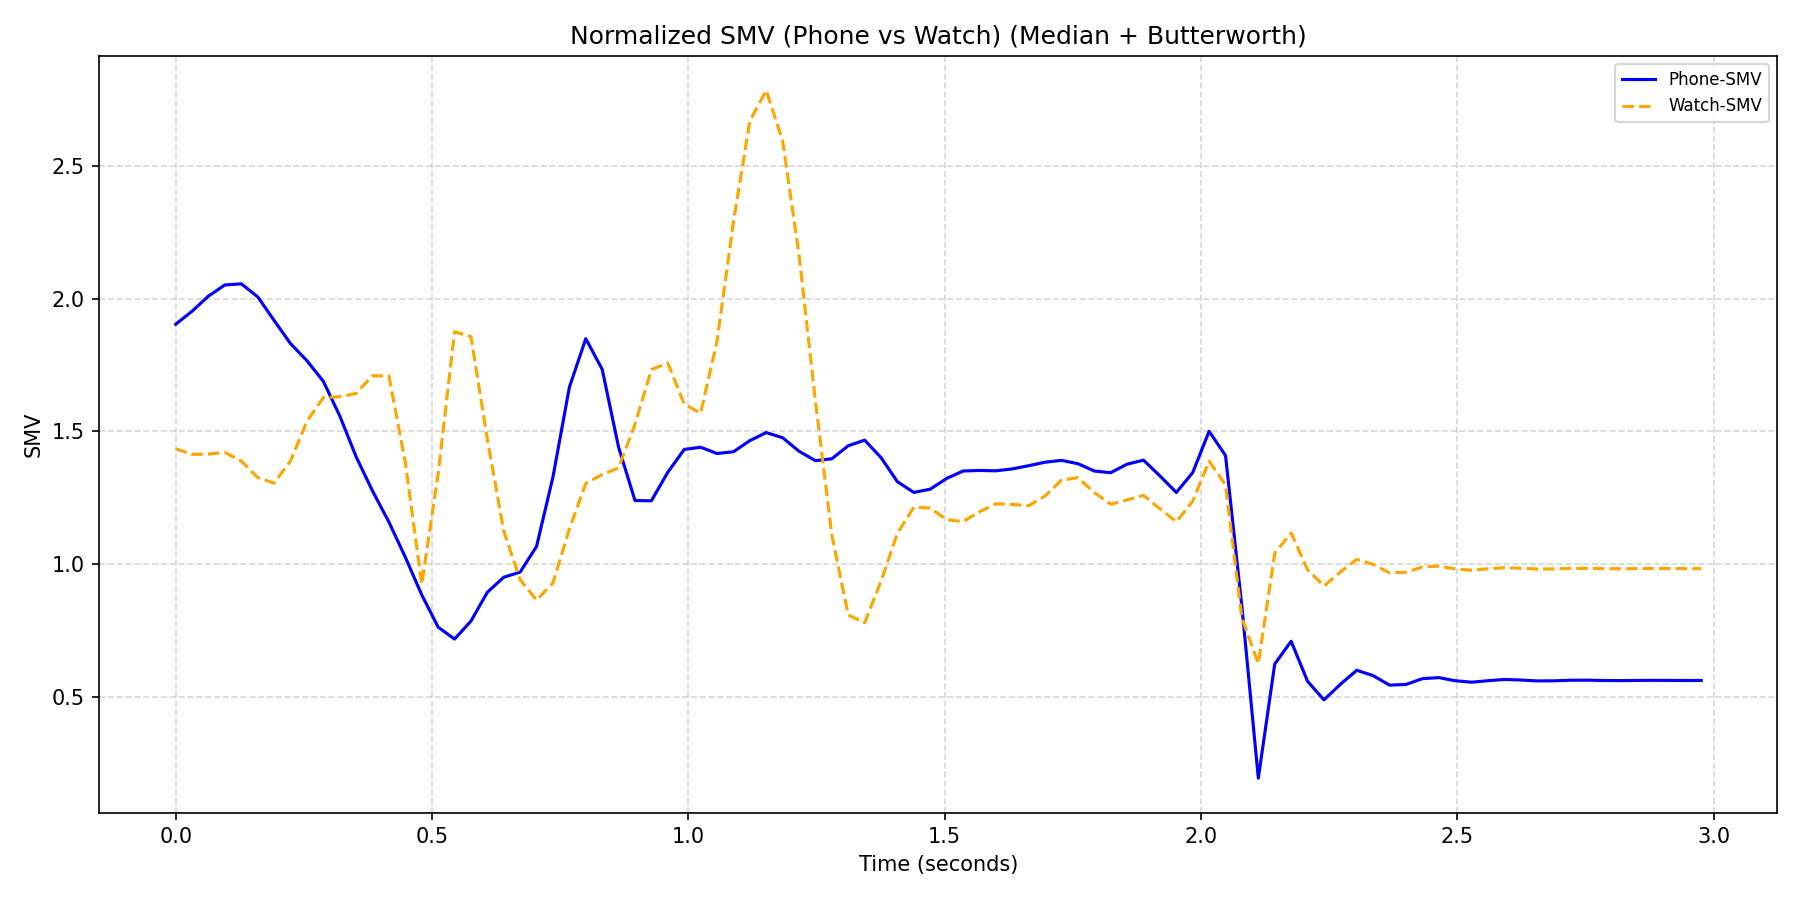 Normalized SMV (Phone vs Watch) (Median + Butterworth)
Phone-SMV
Watch-SMV
SMV
2.5
2.0
1.5
1.0
0.5
0.0 0.5 1.0 1.5 2.0 2.5 3.0
Time (seconds)